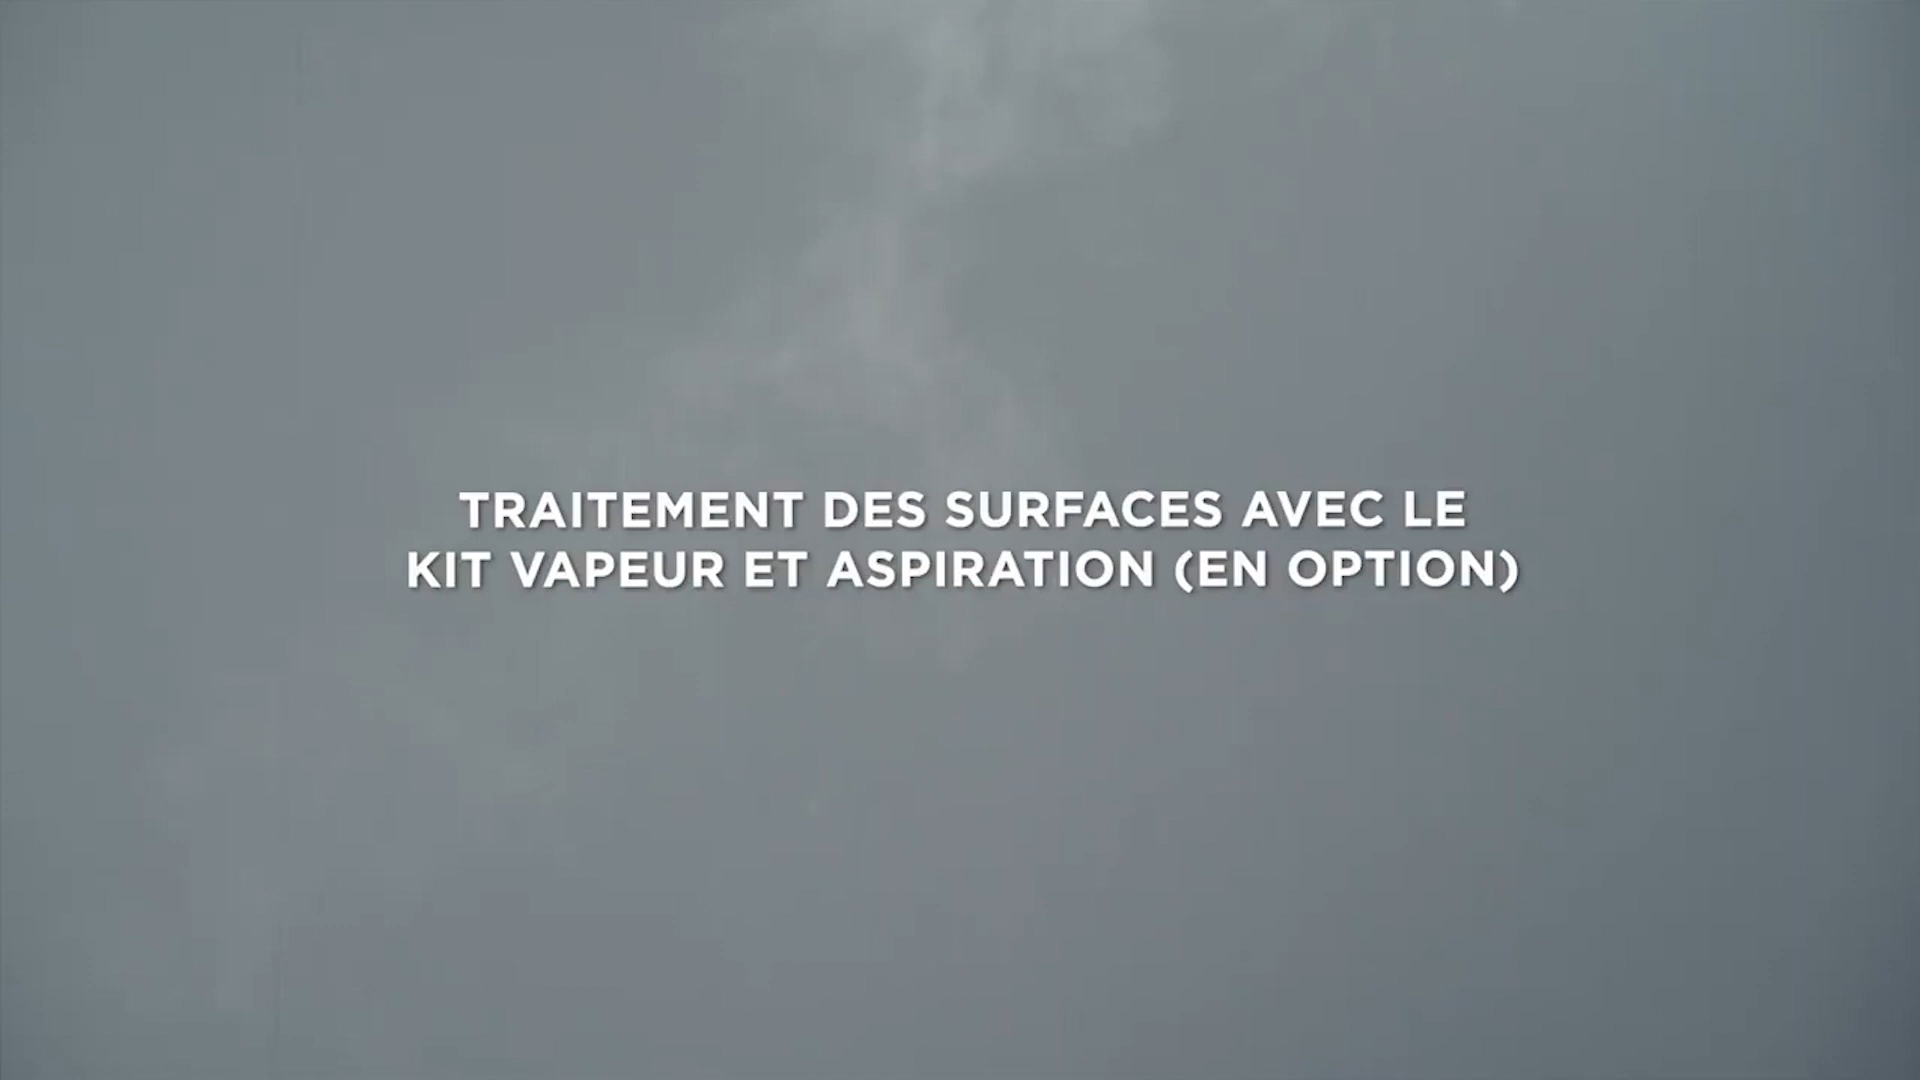 TRAITEMENT DES SURFACES AVEC LE
KIT VAPEUR ET ASPIRATION (EN OPTION)